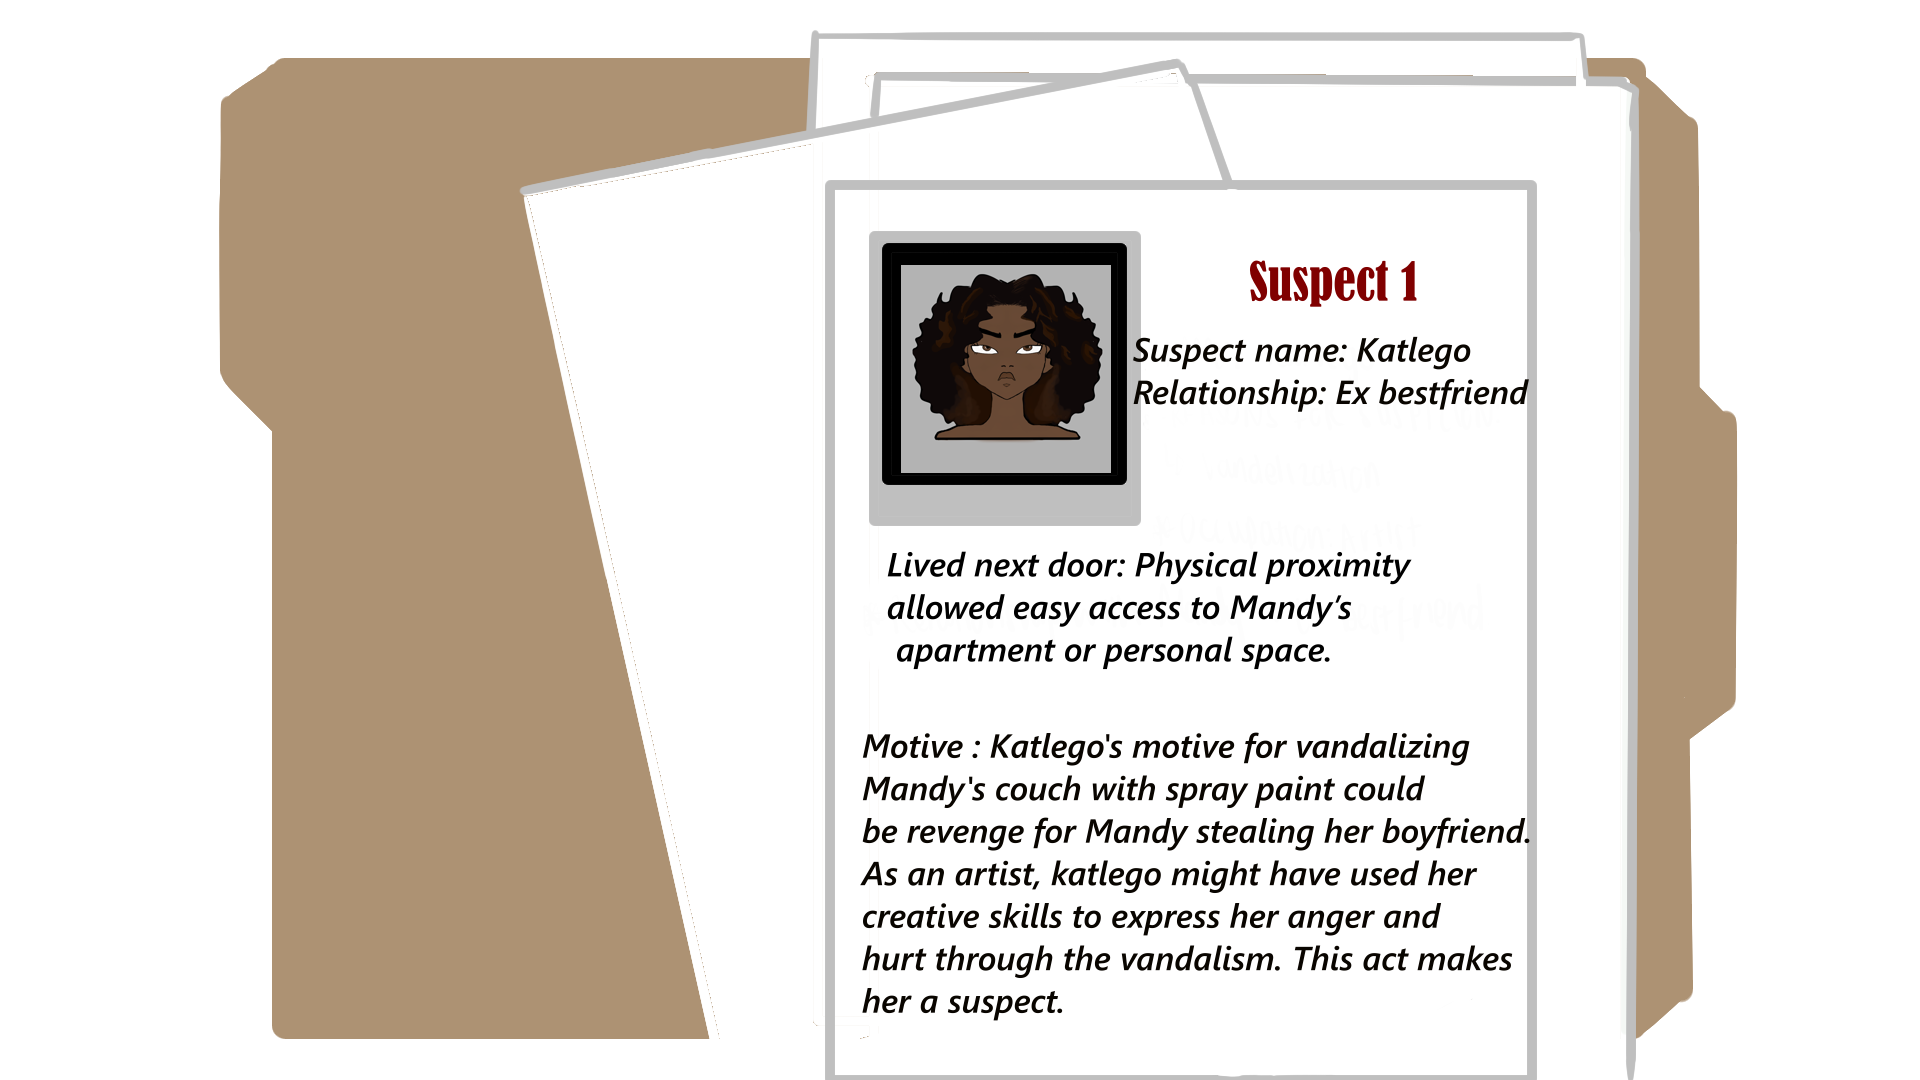 Suspect 1
Suspect name: Katlego
Relationship: Ex bestfriend
Lived next door: Physical proximity
allowed easy access to Mandy’s
apartment or personal space.
Motive : Katlego's motive for vandalizing
Mandy's couch with spray paint could
be revenge for Mandy stealing her boyfriend.
As an artist, katlego might have used her
creative skills to express her anger and
hurt through the vandalism. This act makes
her a suspect.